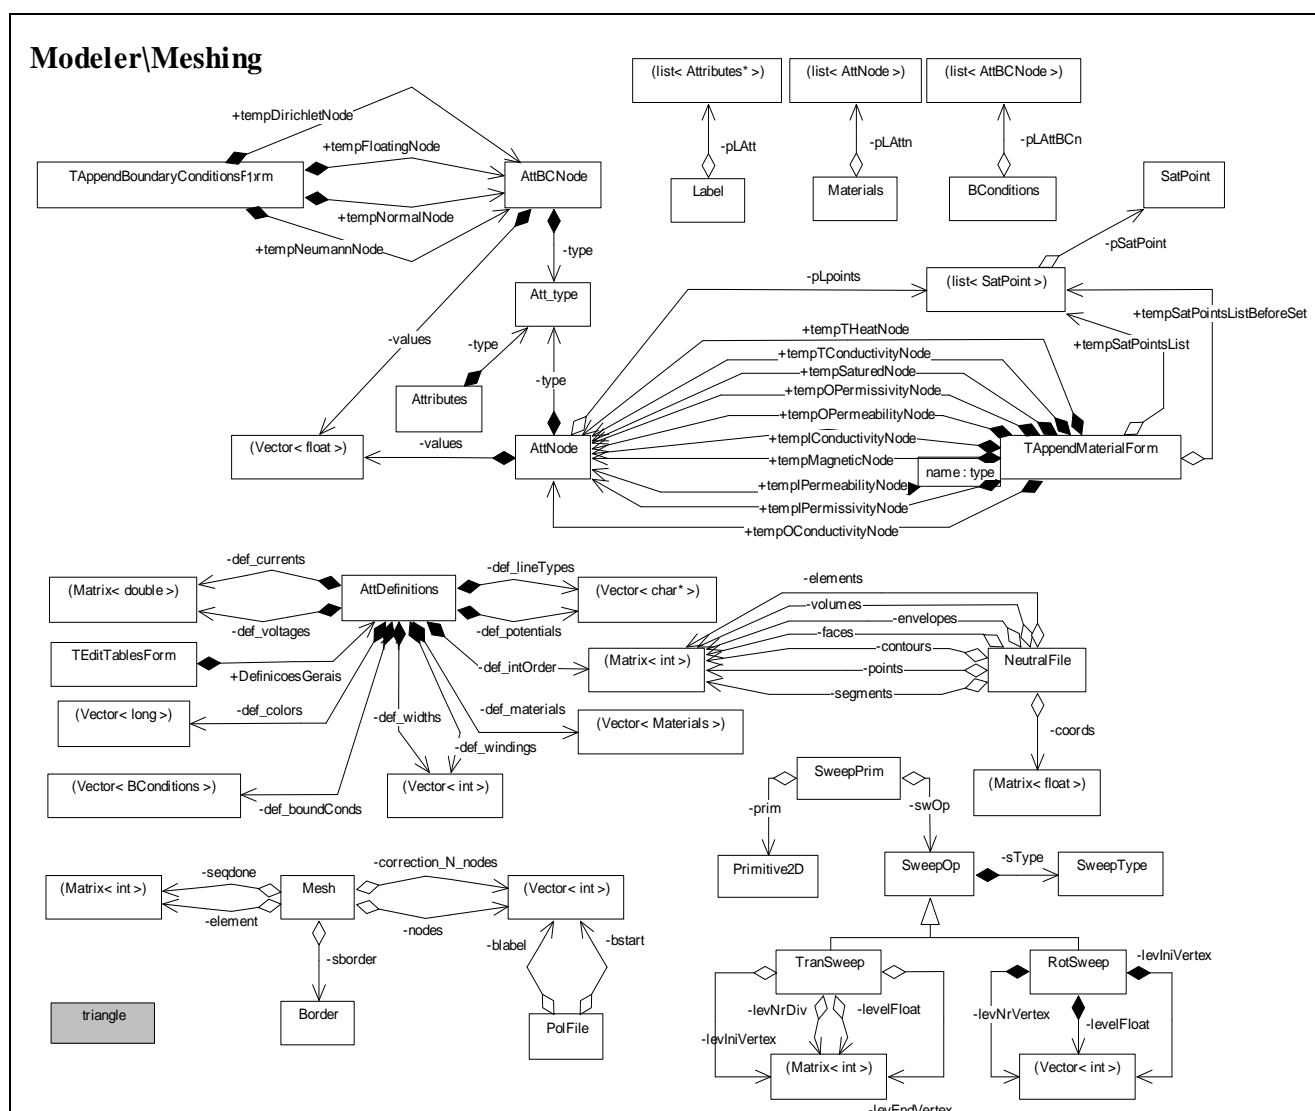 Modeler\Meshing
(list< Attributes* >)
(list< AttNode >)
(list< AttBCNode >)
+tempDirichletNode
+tempFloatingNode
-pLAtt
-pLAttn
-pLAttBCn
TAppendBoundaryConditionsF
AttBCNode
Label
Materials
BConditions
SatPoint
+tempNormalNode
+tempNeumannNode
-type
-pSatPoint
-pLpoints
(list< SatPoint >)
Att_type
+tempSatPointsListBeforeSet
-values
-type
+tempTHeatNode
+tempSatPointsList
+tempTConductivityNode
+tempSaturedNode
-type
+tempOPermissivityNode
Attributes
+tempOPermeabilityNode
(Vector< float >)
-values
AttNode
+tempIConductivityNode
TAppendMaterialForm
+tempMagneticNode
name : type
+tempIPermeabilityNode
+tempIPermissivityNode
+tempOConductivityNode
-def_currents
-def_lineTypes
(Matrix< double >)
AttDefinitions
(Vector< char* >)
-elements
-volumes
-envelopes
-def_voltages
-def_potentials
-faces
-contours
TEditTablesForm
+DefinicoesGerais
-def_intOrder
(Matrix< int >)
NeutralFile
-points
-segments
(Vector< long >)
-def_colors
-def_widths
-def_materials
(Vector< Materials >)
-coords
-def_windings
(Vector< BConditions >)
-def_boundConds
(Vector< int >)
SweepPrim
(Matrix< float >)
-prim
-swOp
(Matrix< int >)
-seqdone
Mesh
-correction_N_nodes
(Vector< int >)
Primitive2D
SweepOp
-sType
SweepType
-element
-nodes
-blabel
-bstart
-sborder
TranSweep
RotSweep
-levIniVertex
-levNrDiv
-levelFloat
-levNrVertex
-levelFloat
triangle
Border
PolFile
-levIniVertex
(Matrix< int >)
(Vector< int >)
-levEndVertex